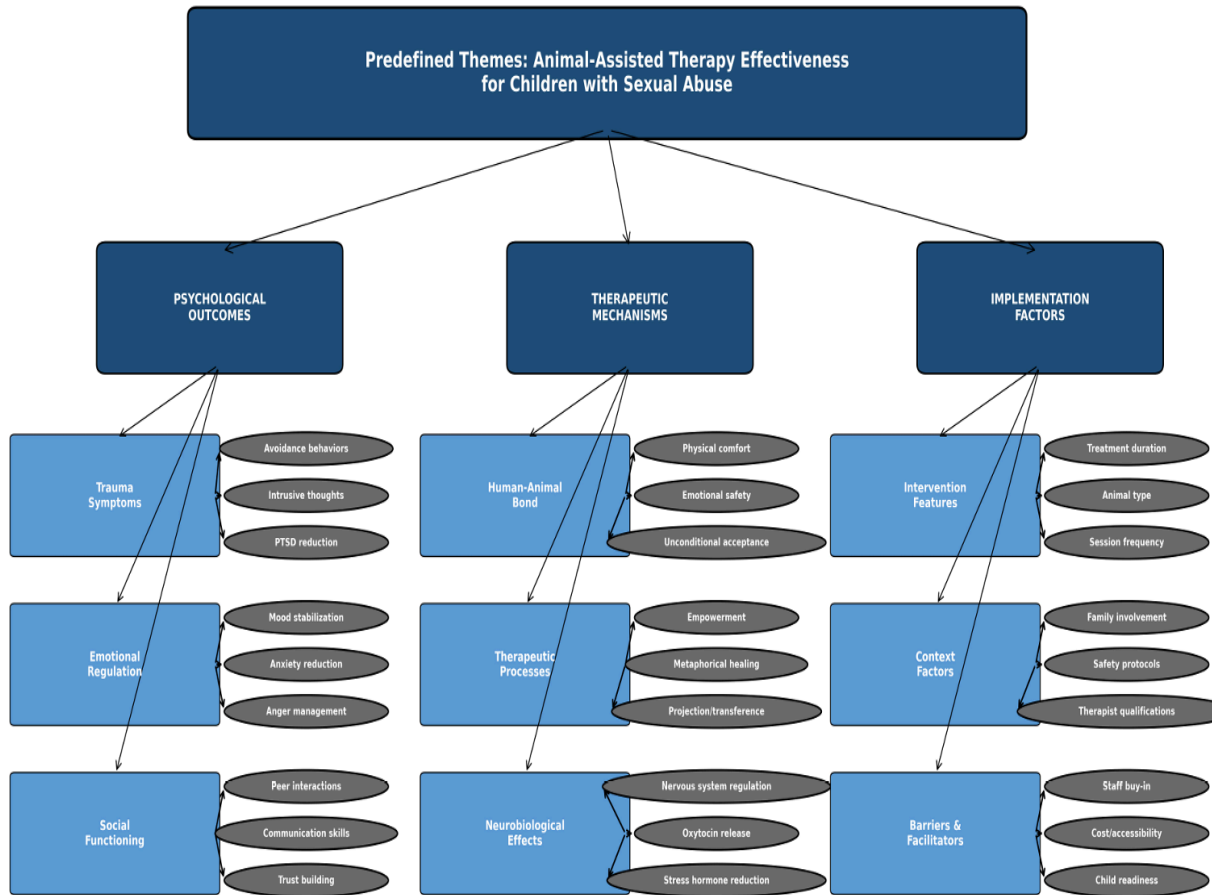 Predefined Themes: Animal-Assisted Therapy Effectiveness
for Children with Sexual Abuse
PSYCHOLOGICAL
OUTCOMES
THERAPEUTIC
MECHANISMS
IMPLEMENTATION
FACTORS
Trauma
Symptoms
Avoidance behaviors
Intrusive thoughts
PTSD reduction
Human-Animal
Bond
Physical comfort
Emotional safety
Unconditional acceptance
Intervention
Features
Treatment duration
Animal type
Session frequency
Emotional
Regulation
Mood stabilization
Anxiety reduction
Anger management
Therapeutic
Processes
Empowerment
Metaphorical healing
Projection/transference
Context
Factors
Family involvement
Safety protocols
Therapist qualifications
Social
Functioning
Peer interactions
Communication skills
Trust building
Neurobiological
Effects
Nervous system regulation
Oxytocin release
Stress hormone reduction
Barriers &
Facilitators
Staff buy-in
Cost/accessibility
Child readiness